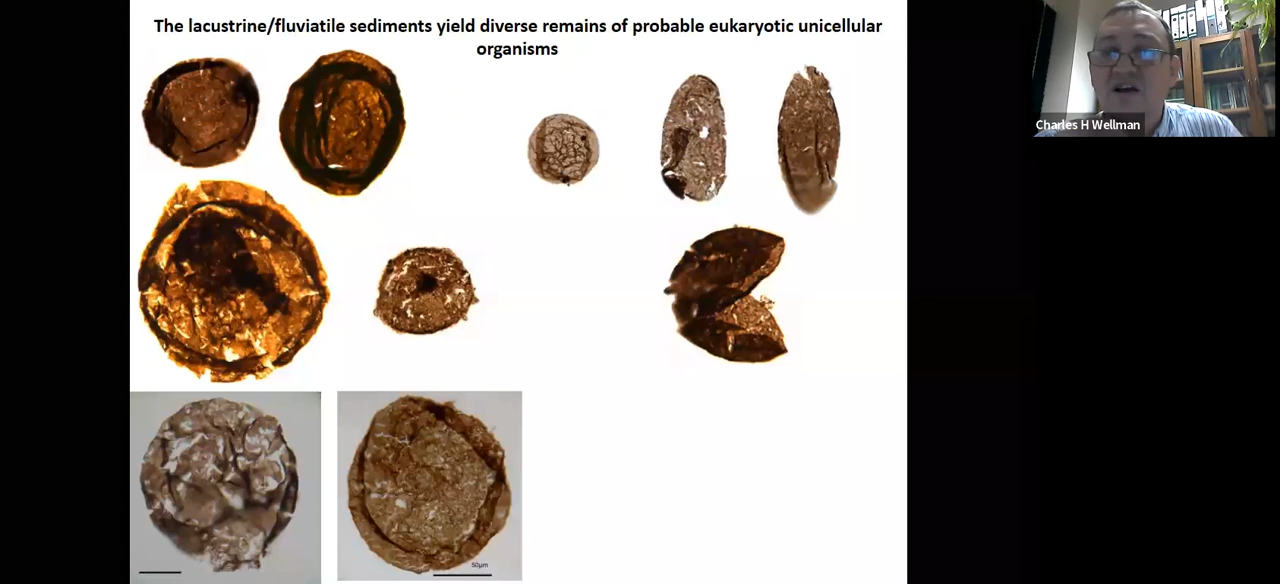 The lacustrine/fluviatile sediments yield diverse remains of probable eukaryotic unicellular
organisms
Charles H Wellman
50µm